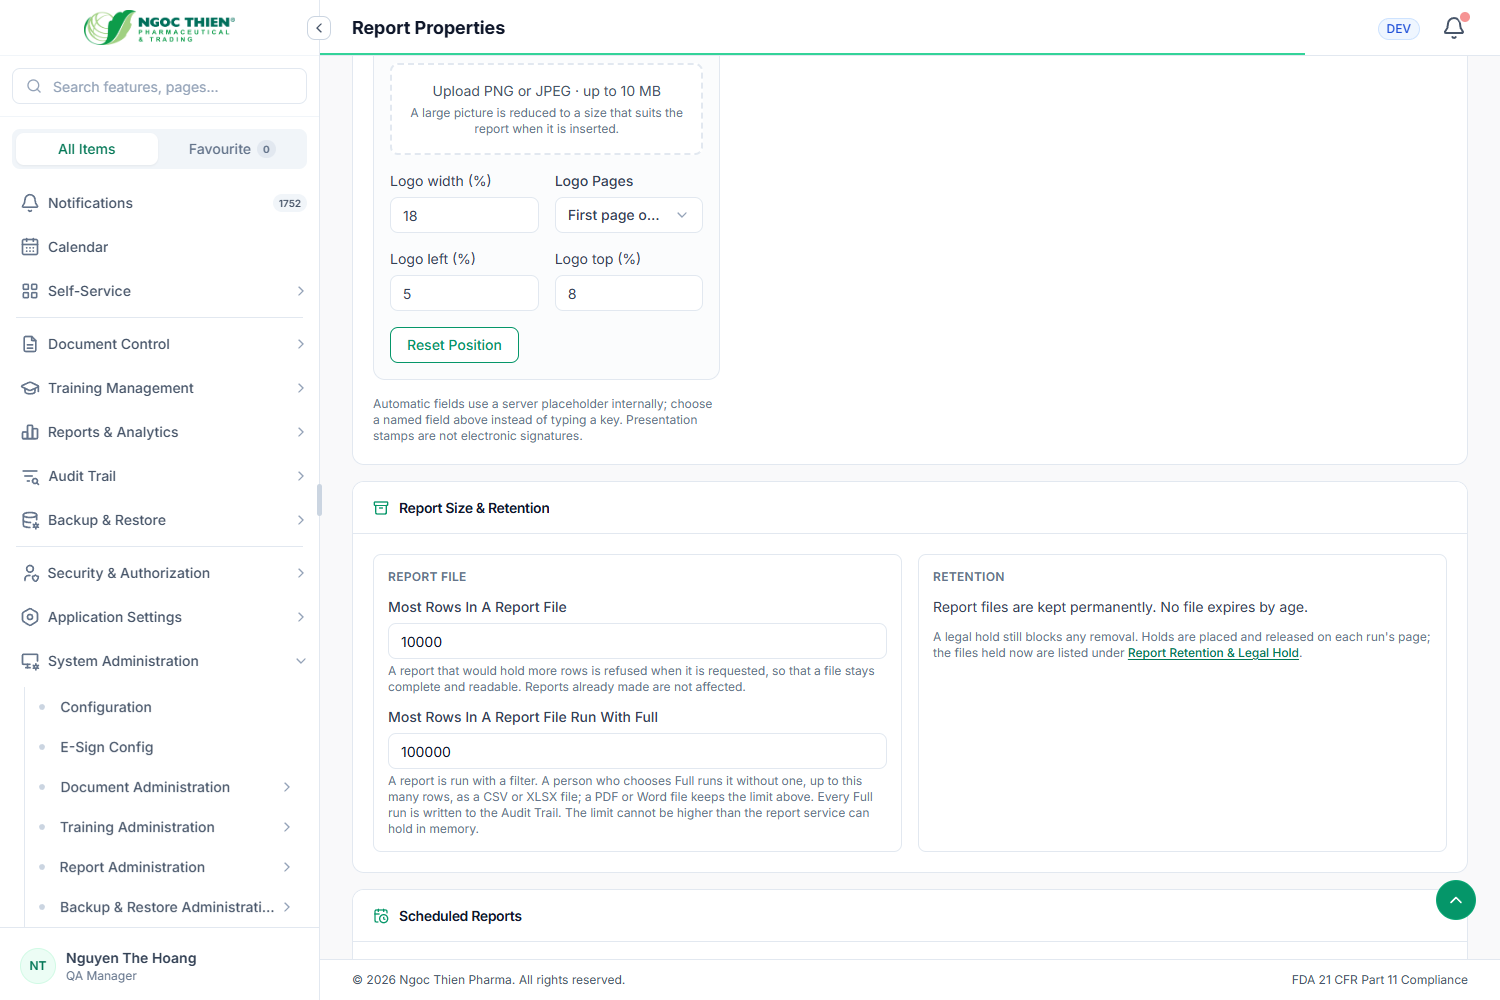 NGOC THIEN®
PHARMACEUTICAL
& TRADING
Search features, pages...
All Items
Favourite 0
Notifications 1752
Calendar
Self-Service
Document Control
Training Management
Reports & Analytics
Audit Trail
Backup & Restore
Security & Authorization
Application Settings
System Administration
Configuration
E-Sign Config
Document Administration
Training Administration
Report Administration
Backup & Restore Administrati...
NT
Nguyen The Hoang
QA Manager
Report Properties
DEV
Upload PNG or JPEG · up to 10 MB
A large picture is reduced to a size that suits the
report when it is inserted.
Logo width (%)
18
Logo Pages
First page o...
Logo left (%)
5
Logo top (%)
8
Reset Position
Automatic fields use a server placeholder internally; choose
a named field above instead of typing a key. Presentation
stamps are not electronic signatures.
Report Size & Retention
REPORT FILE
Most Rows In A Report File
10000
A report that would hold more rows is refused when it is requested, so that a file stays
complete and readable. Reports already made are not affected.
Most Rows In A Report File Run With Full
100000
A report is run with a filter. A person who chooses Full runs it without one, up to this
many rows, as a CSV or XLSX file; a PDF or Word file keeps the limit above. Every Full
run is written to the Audit Trail. The limit cannot be higher than the report service can
hold in memory.
RETENTION
Report files are kept permanently. No file expires by age.
A legal hold still blocks any removal. Holds are placed and released on each run's page;
the files held now are listed under Report Retention & Legal Hold.
Scheduled Reports
© 2026 Ngoc Thien Pharma. All rights reserved.
FDA 21 CFR Part 11 Compliance